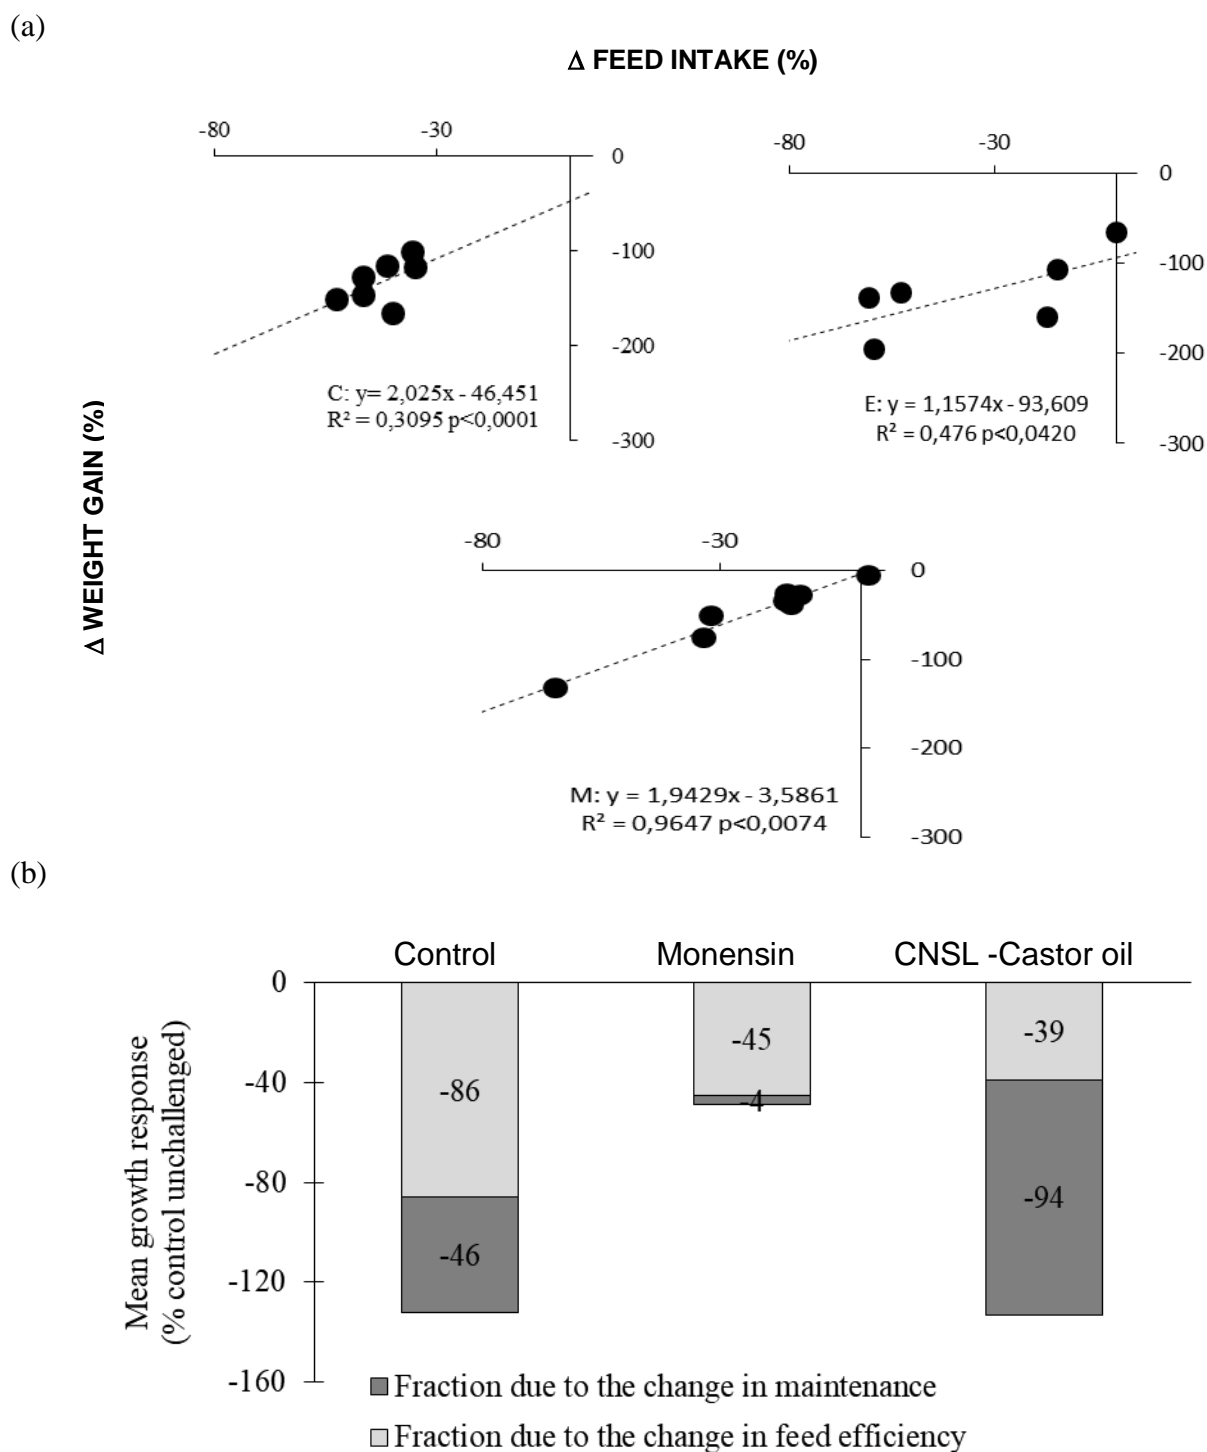 (a)
Δ FEED INTAKE (%)
Δ WEIGHT GAIN (%)
-80
-30
0
-100
-200
-300
C: y= 2,025x - 46,451
R² = 0,3095 p<0,0001
-80
-30
0
-100
-200
-300
E: y = 1,1574x - 93,609
R² = 0,476 p<0,0420
-80
-30
0
-100
-200
-300
M: y = 1,9429x - 3,5861
R² = 0,9647 p<0,0074
(b)
Control
Monensin
CNSL -Castor oil
Mean growth response
(% control unchallenged)
0
-40
-80
-120
-160
-86
-46
-45
-4
-39
-94
Fraction due to the change in maintenance
Fraction due to the change in feed efficiency